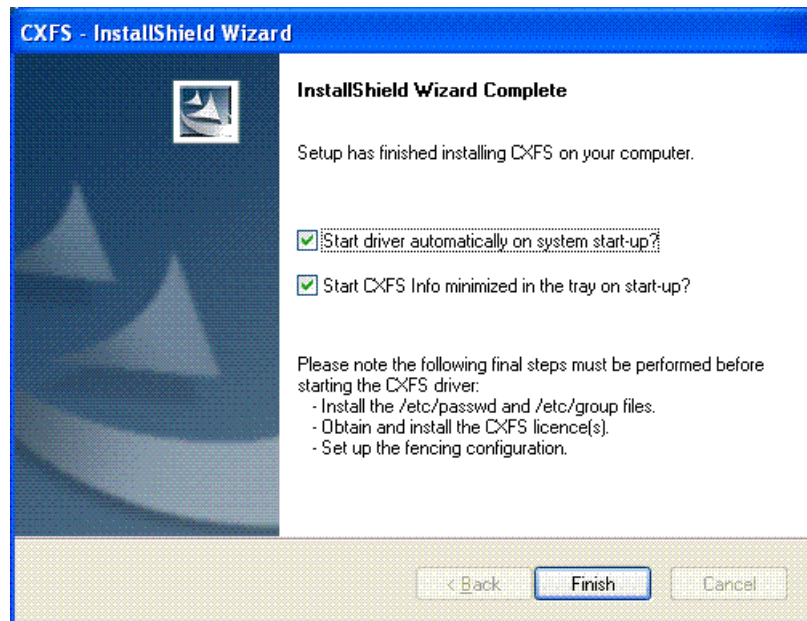 CXFS - InstallShield Wizard
InstallShield Wizard Complete
Setup has finished installing CXFS on your computer.
Start driver automatically on system start-up?
Start CXFS Info minimized in the tray on start-up?
Please note the following final steps must be performed before
starting the CXFS driver:
- Install the /etc/passwd and /etc/group files.
- Obtain and install the CXFS licence(s).
- Set up the fencing configuration.
< Back
Finish
Cancel